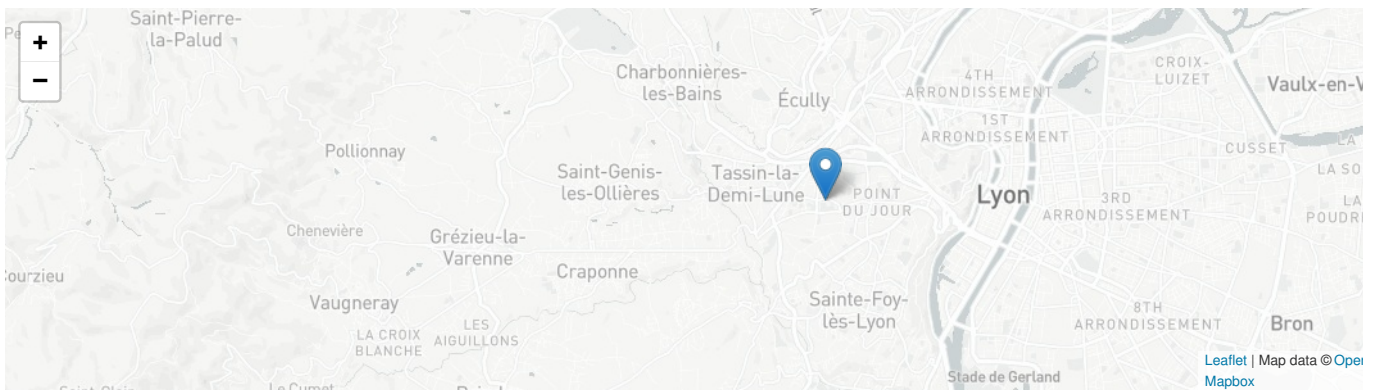 Saint-Pierre-
la-Palud
+
−
Charbonnières-
les-Bains
Écully
4TH
ARRONDISSEMENT
CROIX-
LUIZET
Vaulx-en-V
1ST
ARRONDISSEMENT
CUSSET
LA
Pollionnay
Saint-Genis-
les-Ollières
Tassin-la-
Demi-Lune
POINT
DU JOUR
Lyon
3RD
ARRONDISSEMENT
LA SO
LA
POUDRI
Chenevière
Grézieu-la-
Varenne
Craponne
ourzieu
Vaugneray
LA CROIX
BLANCHE
LES
AIGUILLONS
Sainte-Foy-
lès-Lyon
8TH
ARRONDISSEMENT
Bron
Stade de Gerland
Leaflet | Map data © Open
Mapbox